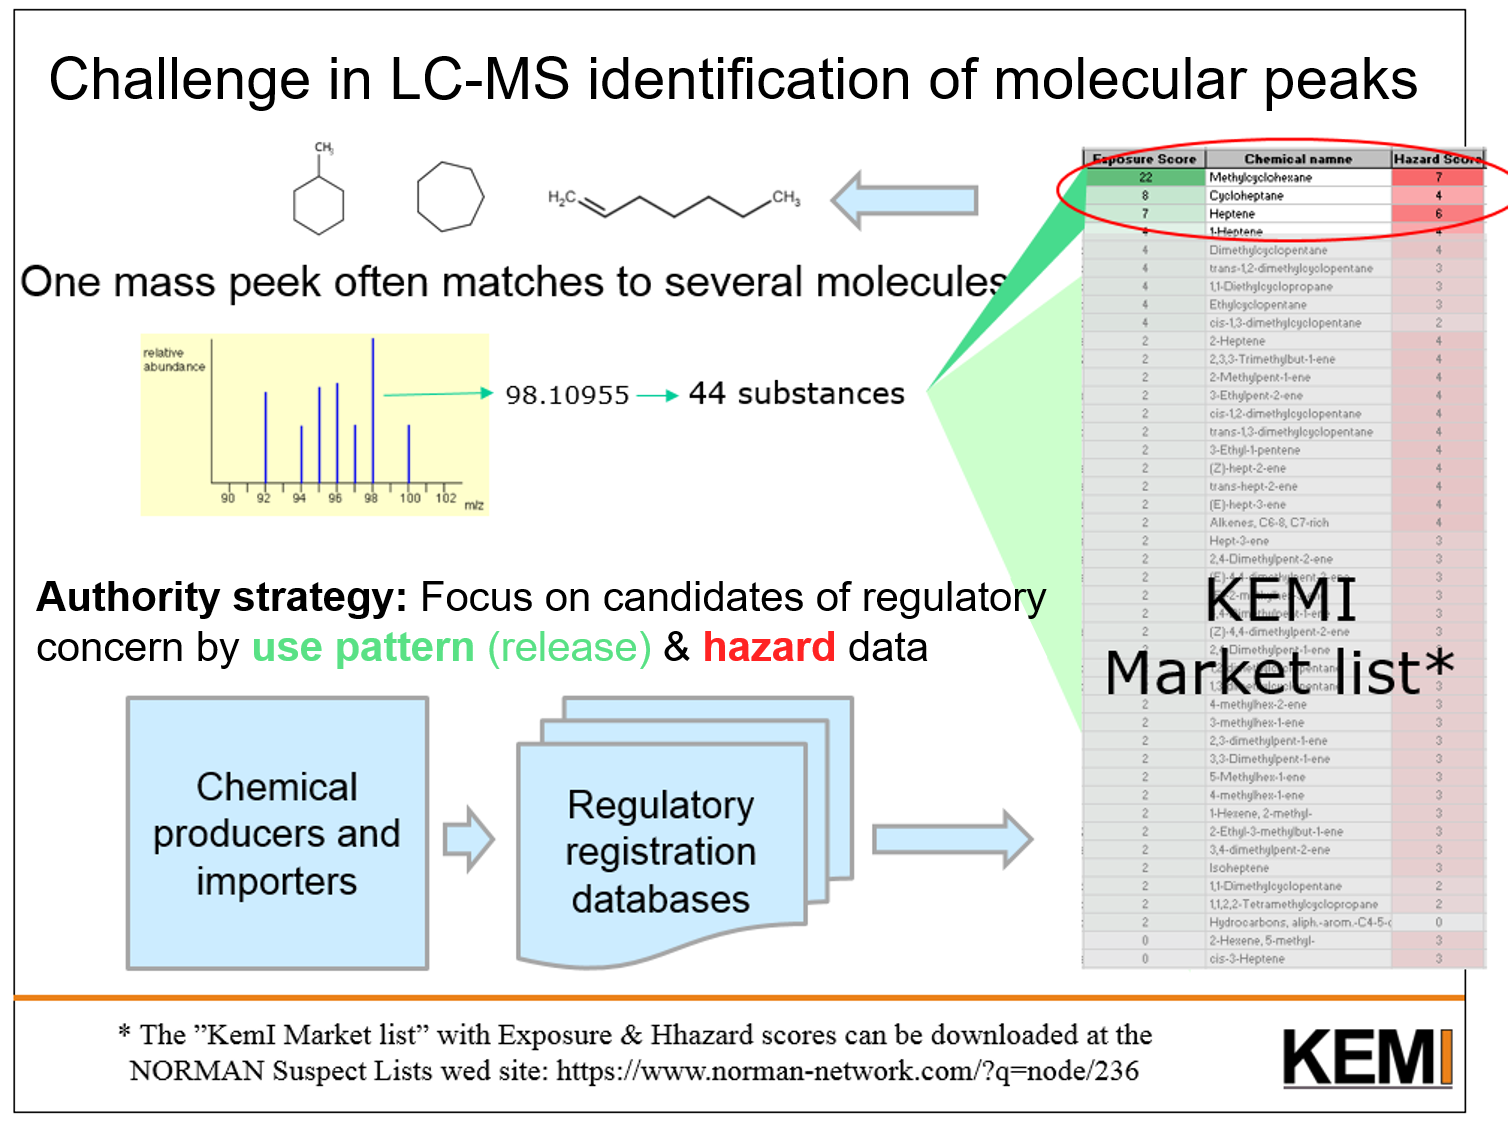 Challenge in LC-MS identification of molecular peaks
CH₃
H₂C
CH₃
One mass peek often matches to several molecules
relative
abundance
90 92 94 96 98 100 102
m/z
98.10955
44 substances
Authority strategy: Focus on candidates of regulatory
concern by use pattern (release) & hazard data
Chemical
producers and
importers
Regulatory
registration
databases
Exposure Score Chemical namne Hazard Score
22 Methylcyclohexane 7
8 Cycloheptane 4
7 Heptene 6
4 1-Heptene 4
4 Dimethylcyclopentane 4
4 trans-1,2-dimethylcyclopentane 3
4 1,1-Diethylcyclopropane 3
4 Ethylcyclopentane 3
4 cis-1,3-dimethylcyclopentane 2
2 2-Heptene 4
2 2,3,3-Trimethylbut-1-ene 4
2 2-Methylpent-1-ene 4
2 3-Ethylpent-2-ene 4
2 cis-1,2-dimethylcyclopentane 4
2 trans-1,3-dimethylcyclopentane 4
2 3-Ethyl-1-pentene 4
2 (Z)-hept-2-ene 4
2 trans-hept-2-ene 4
2 (E)-hept-3-ene 4
2 Alkenes, C6-8, C7-rich 4
2 Hept-3-ene 3
2 2,4-Dimethylpent-2-ene 3
2 3
2 3
2 3
2 (Z)-4,4-dimethylpent-2-ene 3
2 3
2 3
3
2 4-methylhex-2-ene 3
2 3-methylhex-1-ene 3
2 2,3-dimethylpent-1-ene 3
2 3,3-Dimethylpent-1-ene 3
2 5-Methylhex-1-ene 3
2 4-methylhex-1-ene 3
2 1-Hexene, 2-methyl- 3
2 2-Ethyl-3-methylbut-1-ene 3
2 3,4-dimethylpent-2-ene 3
2 Isoheptene 3
2 1,1-Dimethylcyclopentane 2
2 1,1,2,2-Tetramethylcyclopropane 2
2 Hydrocarbons, aliph.-arom.-C4-5-c 0
0 2-Hexene, 5-methyl- 3
0 cis-3-Heptene 3
KEMI
Market list*
* The ”KemI Market list” with Exposure & Hhazard scores can be downloaded at the
NORMAN Suspect Lists wed site: https://www.norman-network.com/?q=node/236
KEMI